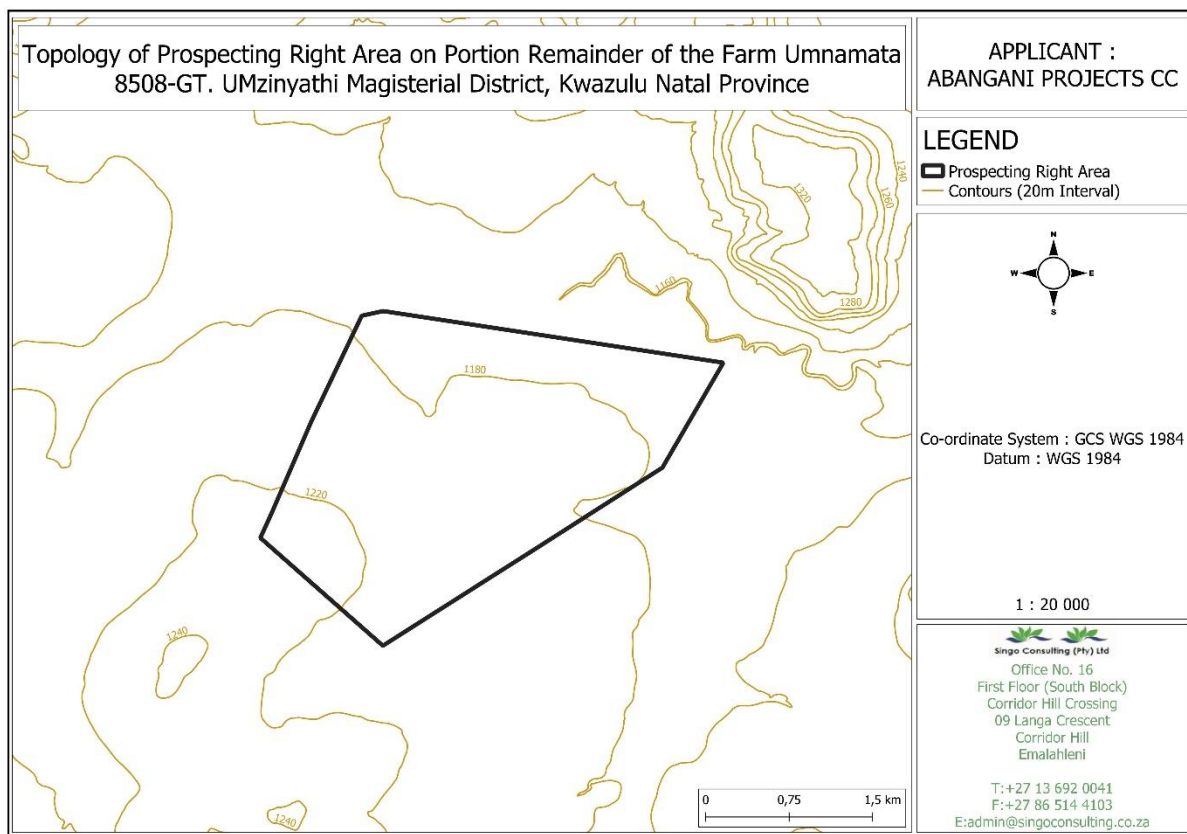 Topology of Prospecting Right Area on Portion Remainder of the Farm Umnamata
8508-GT. UMzinyathi Magisterial District, Kwazulu Natal Province
APPLICANT :
ABANGANI PROJECTS CC
LEGEND
Prospecting Right Area
Contours (20m Interval)
N
W
E
S
Co-ordinate System : GCS WGS 1984
Datum : WGS 1984
1 : 20 000
Singo Consulting (Pty) Ltd
Office No. 16
First Floor (South Block)
Corridor Hill Crossing
09 Langa Crescent
Corridor Hill
Emalahleni
T:+27 13 692 0041
F:+27 86 514 4103
E:admin@singoconsulting.co.za
1240
1320
1260
1160
1280
1180
1220
1240
1240
0
0,75
1,5 km